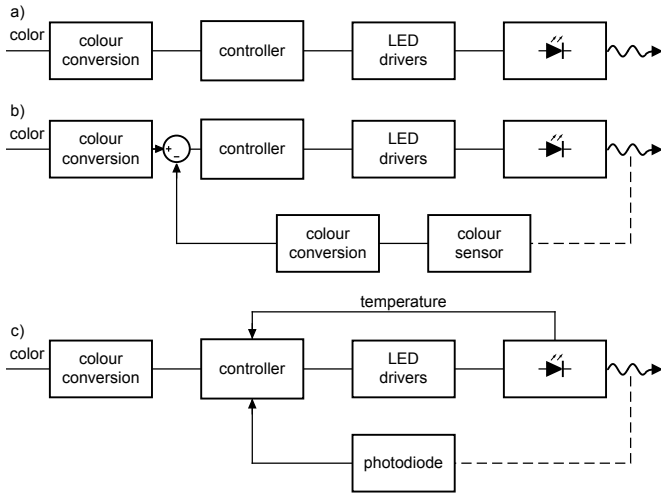 a)
color
colour
conversion
controller
LED
drivers
b)
color
colour
conversion
+
−
controller
LED
drivers
colour
conversion
colour
sensor
temperature
c)
color
colour
conversion
controller
LED
drivers
photodiode